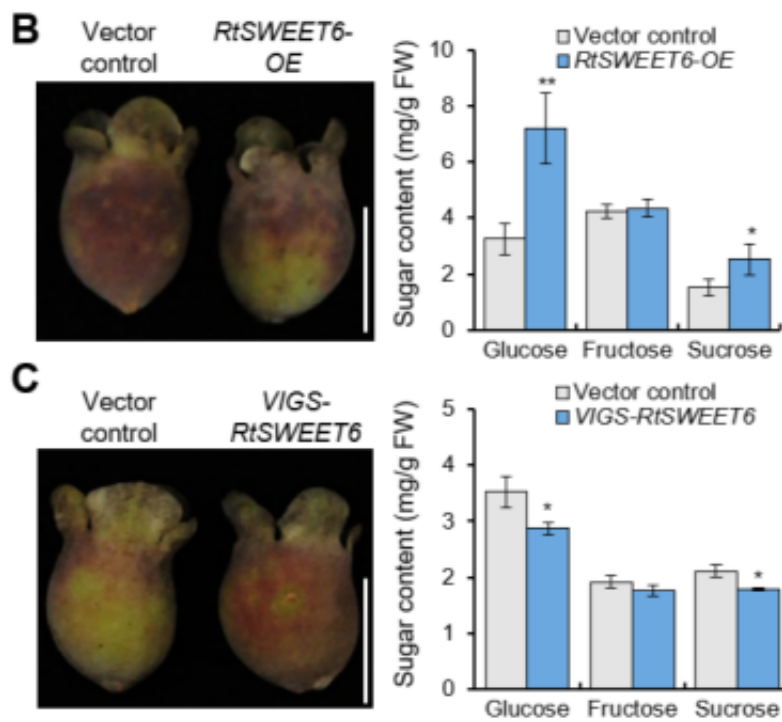 B
Vector
control
RtSWEET6-
OE
Sugar content (mg/g FW)
10
8
6
4
2
0
Vector control
RtSWEET6-OE
**
*
Glucose
Fructose
Sucrose
C
Vector
control
VIGS-
RtSWEET6
Sugar content (mg/g FW)
5
4
3
2
1
0
Vector control
VIGS-RtSWEET6
*
*
Glucose
Fructose
Sucrose